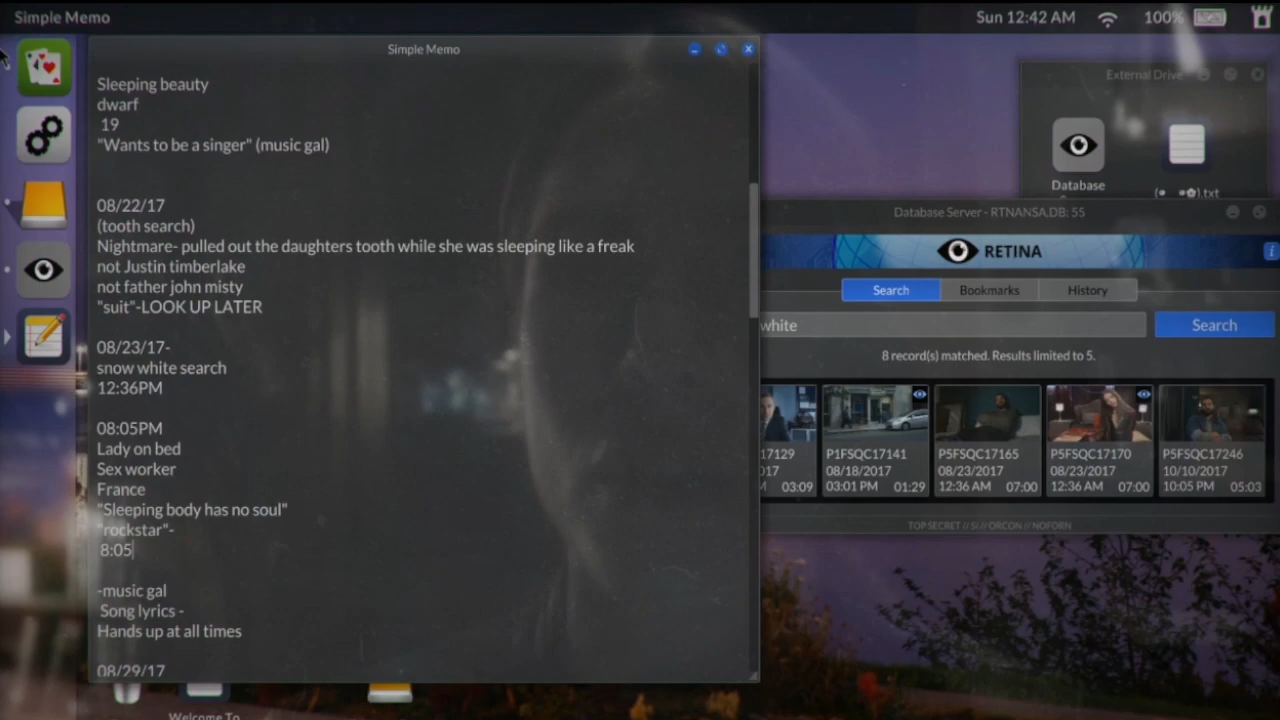 Simple Memo
Sun 12:42 AM
100%
Simple Memo
Sleeping beauty
dwarf
19
"Wants to be a singer" (music gal)
08/22/17
(tooth search)
Nightmare- pulled out the daughters tooth while she was sleeping like a freak
not Justin timberlake
not father john misty
"suit"-LOOK UP LATER
08/23/17-
snow white search
12:36PM
08:05PM
Lady on bed
Sex worker
France
"Sleeping body has no soul"
"rockstar"-
8:05
-music gal
Song lyrics -
Hands up at all times
08/29/17
External Drive
Database
.txt
Database Server - RTNANSA.DB: 55
RETINA
i
Search
Bookmarks
History
white
Search
8 record(s) matched. Results limited to 5.
17129
017
M 03:09
P1FSQC17141
08/18/2017
03:01 PM 01:29
P5FSQC17165
08/23/2017
12:36 AM 07:00
P5FSQC17170
08/23/2017
12:36 AM 07:00
P5FSQC17246
10/10/2017
10:05 PM 05:03
TOP SECRET // SI // ORCON // NOFORN
Welcome To